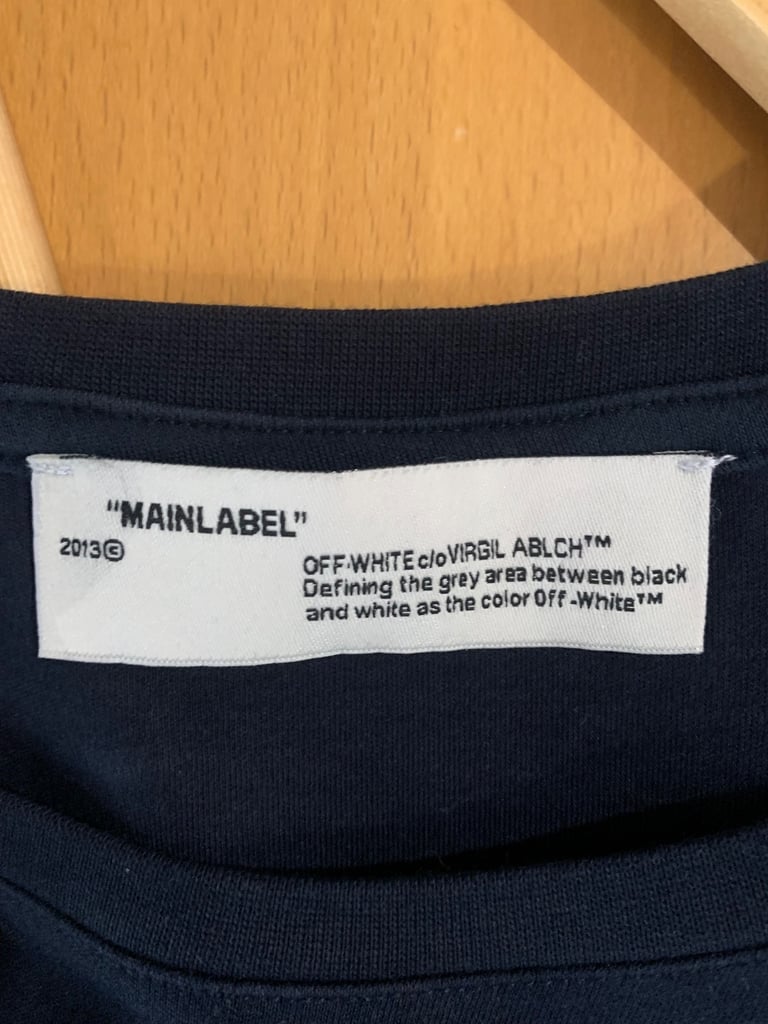 "MAINLABEL"
2013©
OFF-WHITE c/o VIRGIL ABLCH™
Defining the grey area between black
and white as the color Off-White™